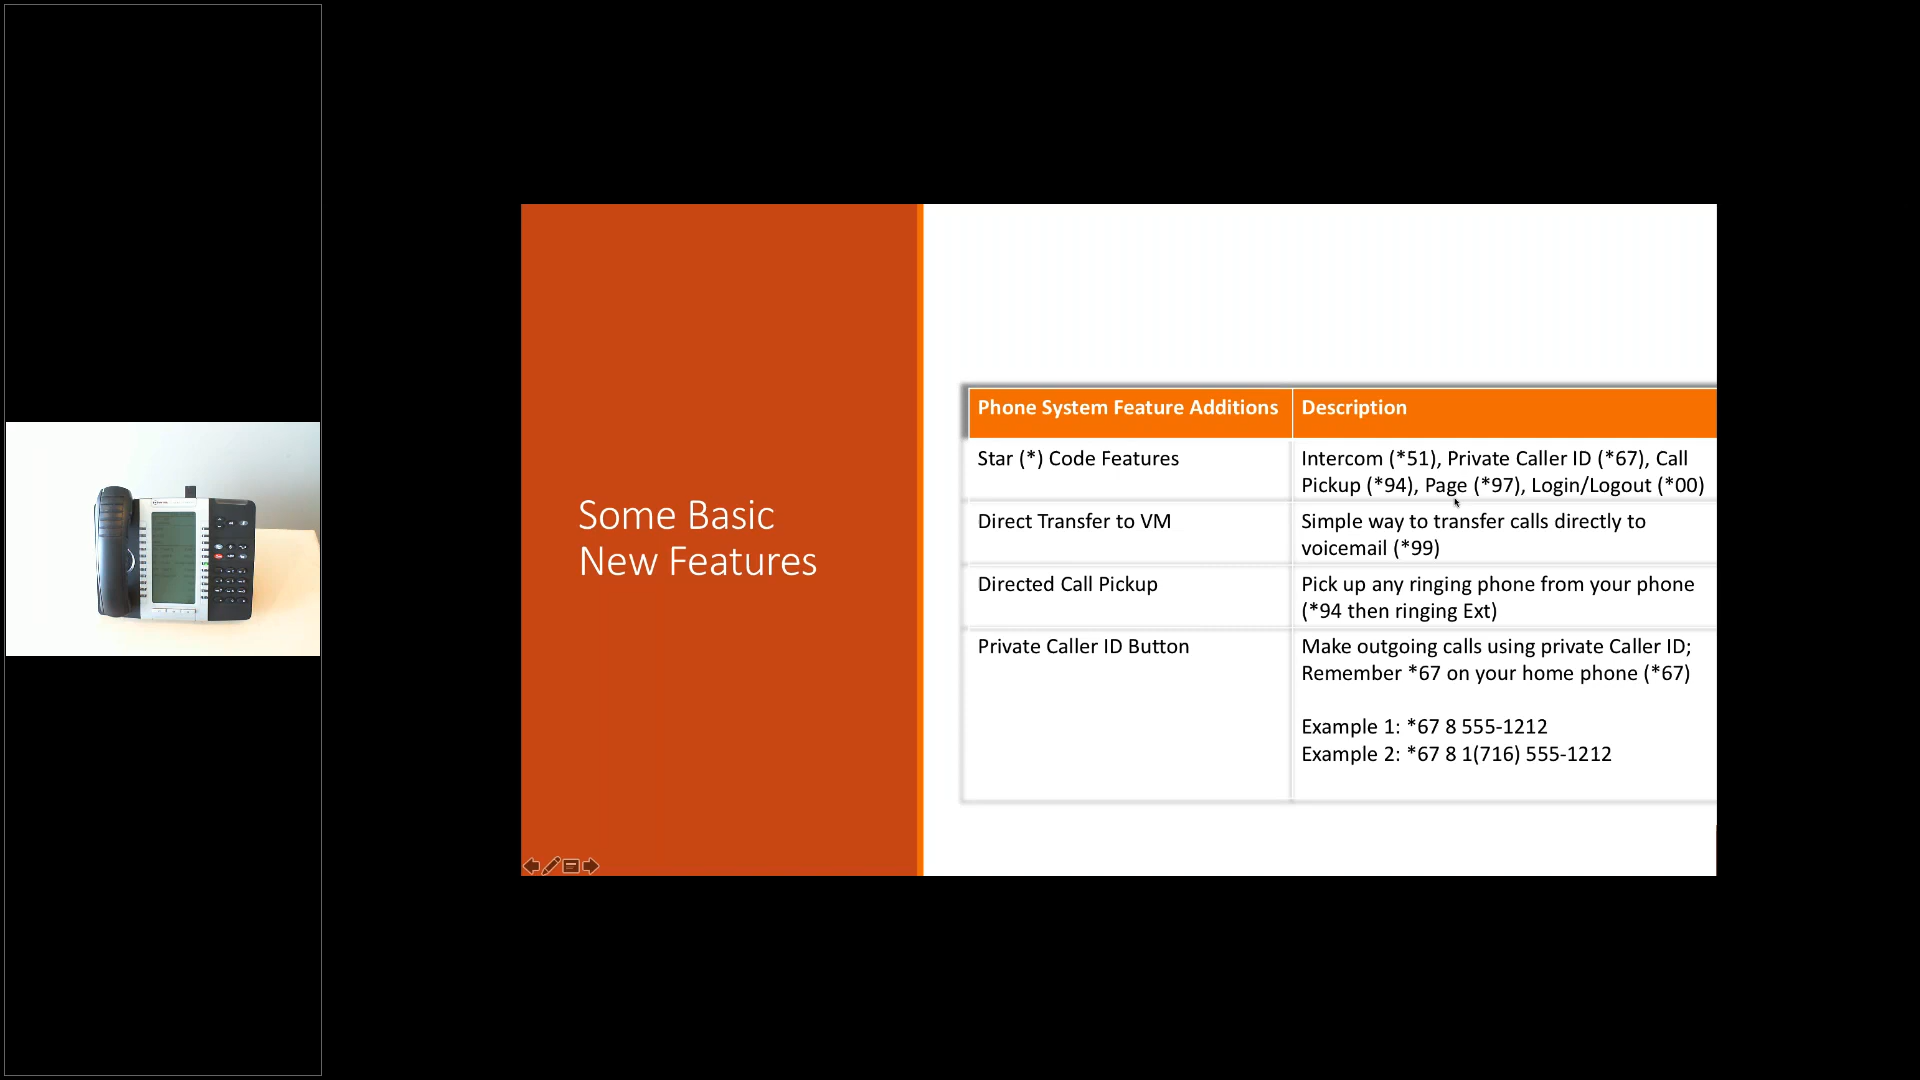 Some Basic
New Features
Phone System Feature Additions
Description
Star (*) Code Features
Intercom (*51), Private Caller ID (*67), Call
Pickup (*94), Page (*97), Login/Logout (*00)
Direct Transfer to VM
Simple way to transfer calls directly to
voicemail (*99)
Directed Call Pickup
Pick up any ringing phone from your phone
(*94 then ringing Ext)
Private Caller ID Button
Make outgoing calls using private Caller ID;
Remember *67 on your home phone (*67)
Example 1: *67 8 555-1212
Example 2: *67 8 1(716) 555-1212